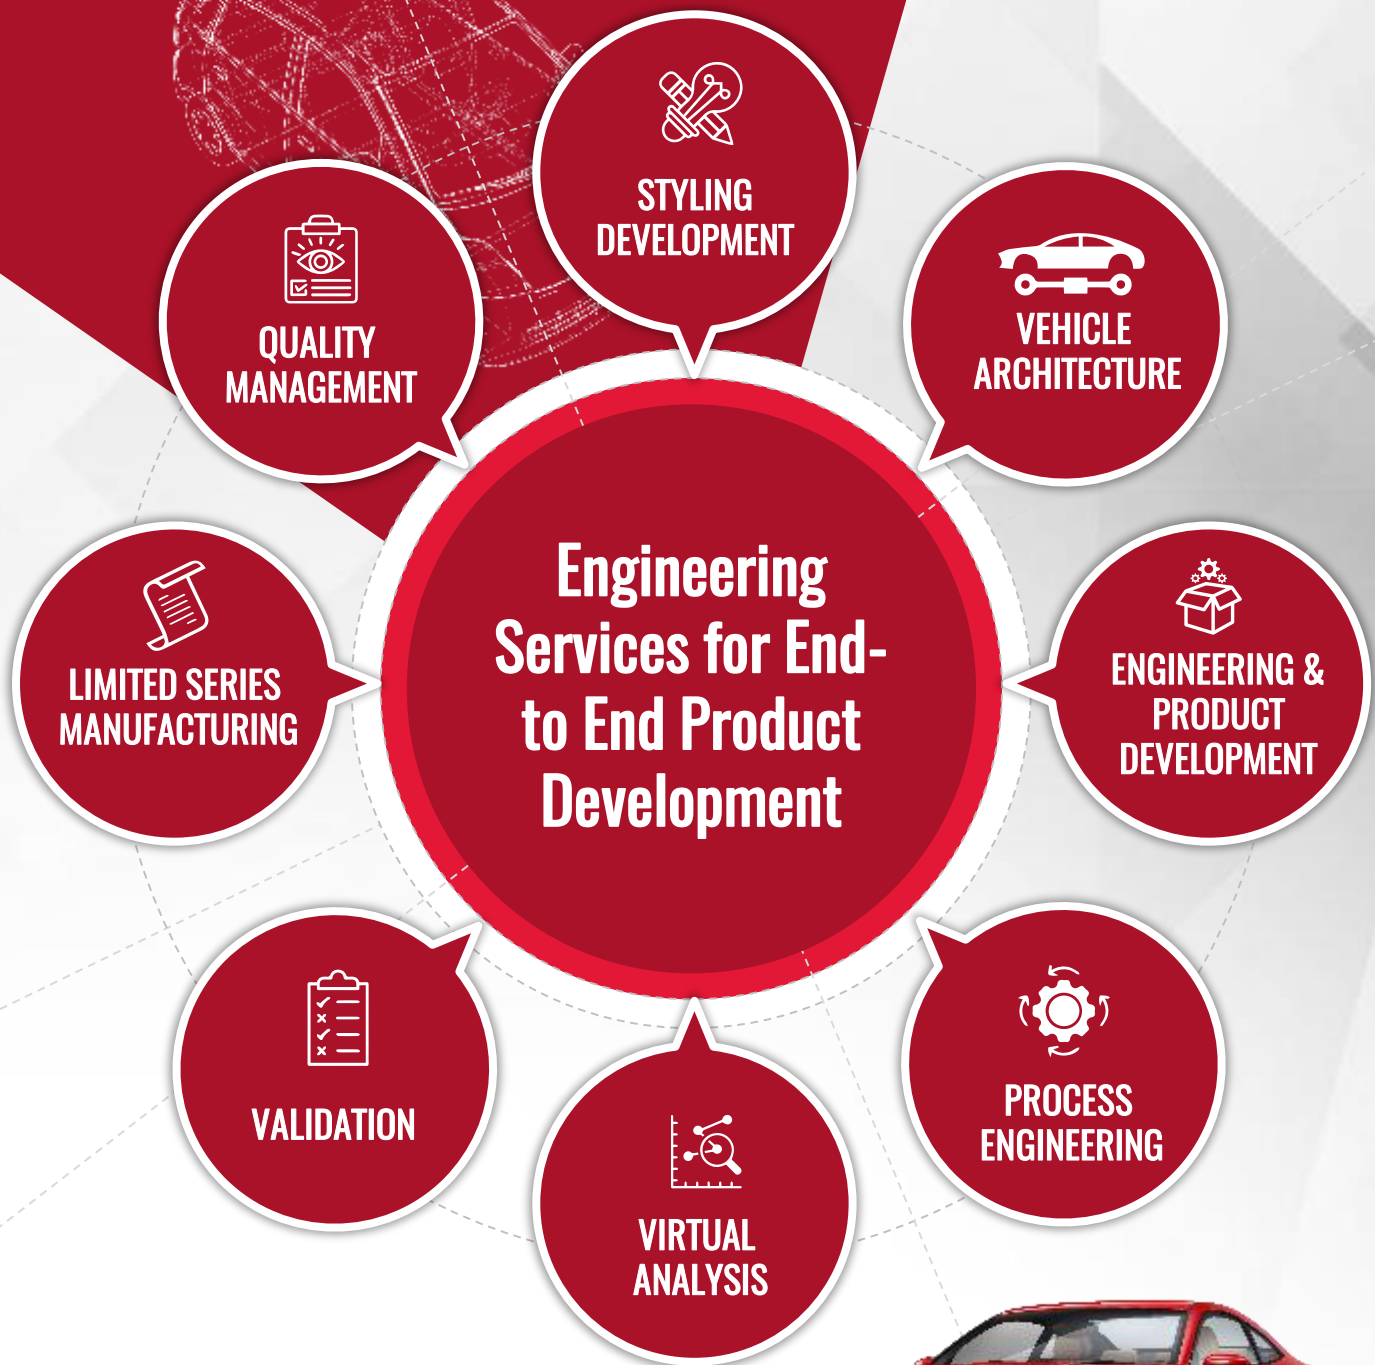 STYLING
DEVELOPMENT
VEHICLE
ARCHITECTURE
QUALITY
MANAGEMENT
Engineering
Services for End-
to End Product
Development
LIMITED SERIES
MANUFACTURING
ENGINEERING &
PRODUCT
DEVELOPMENT
VALIDATION
PROCESS
ENGINEERING
VIRTUAL
ANALYSIS